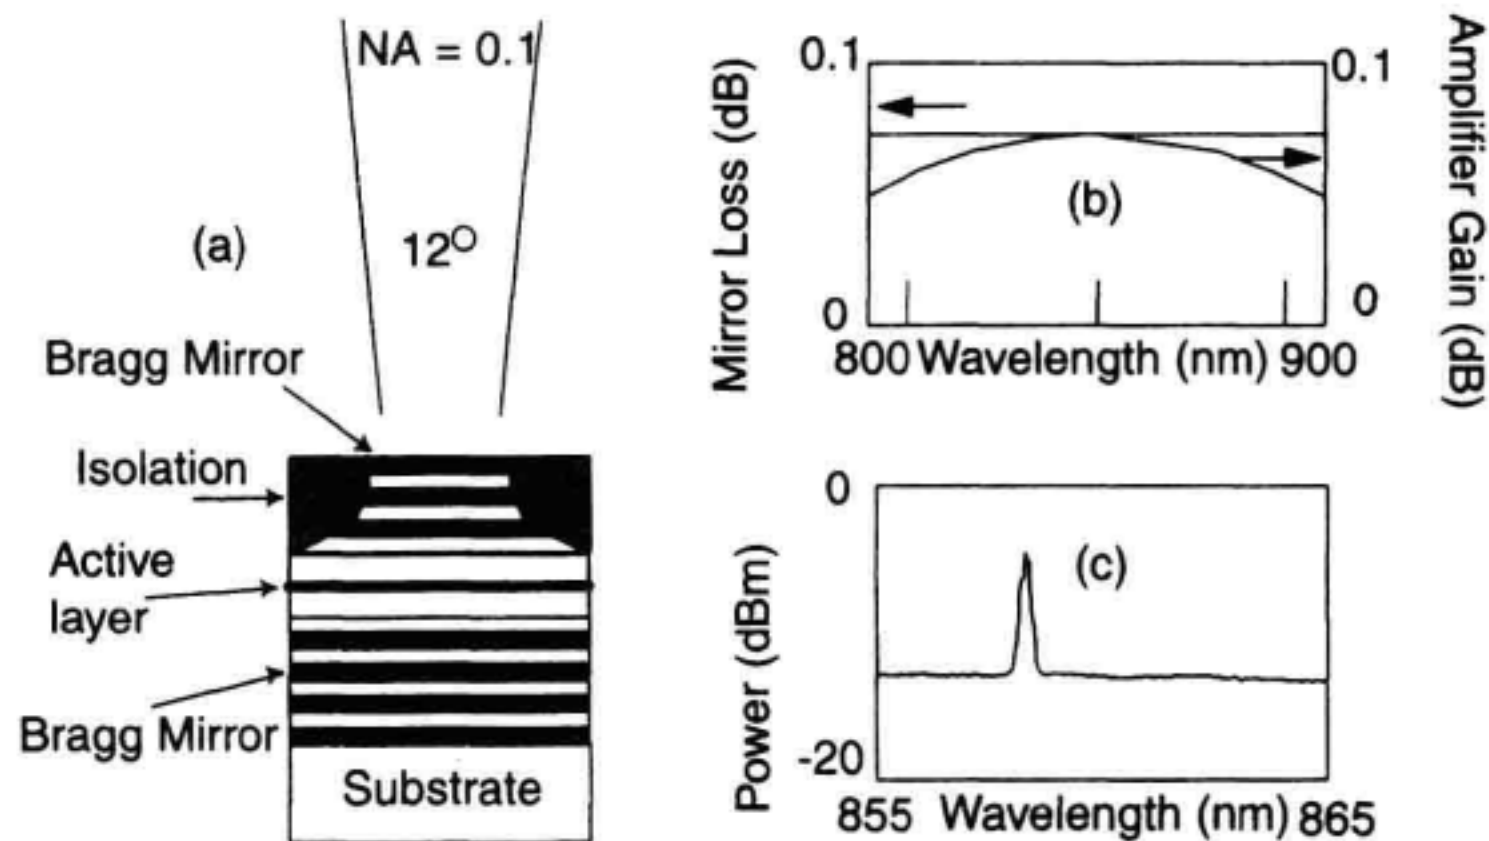 NA = 0.1
(a)
12°
Bragg Mirror
Isolation
Active
layer
Bragg Mirror
Substrate
Mirror Loss (dB)
0.1
0
(b)
0.1
0
Amplifier Gain (dB)
800 Wavelength (nm) 900
Power (dBm)
0
-20
(c)
855 Wavelength (nm) 865